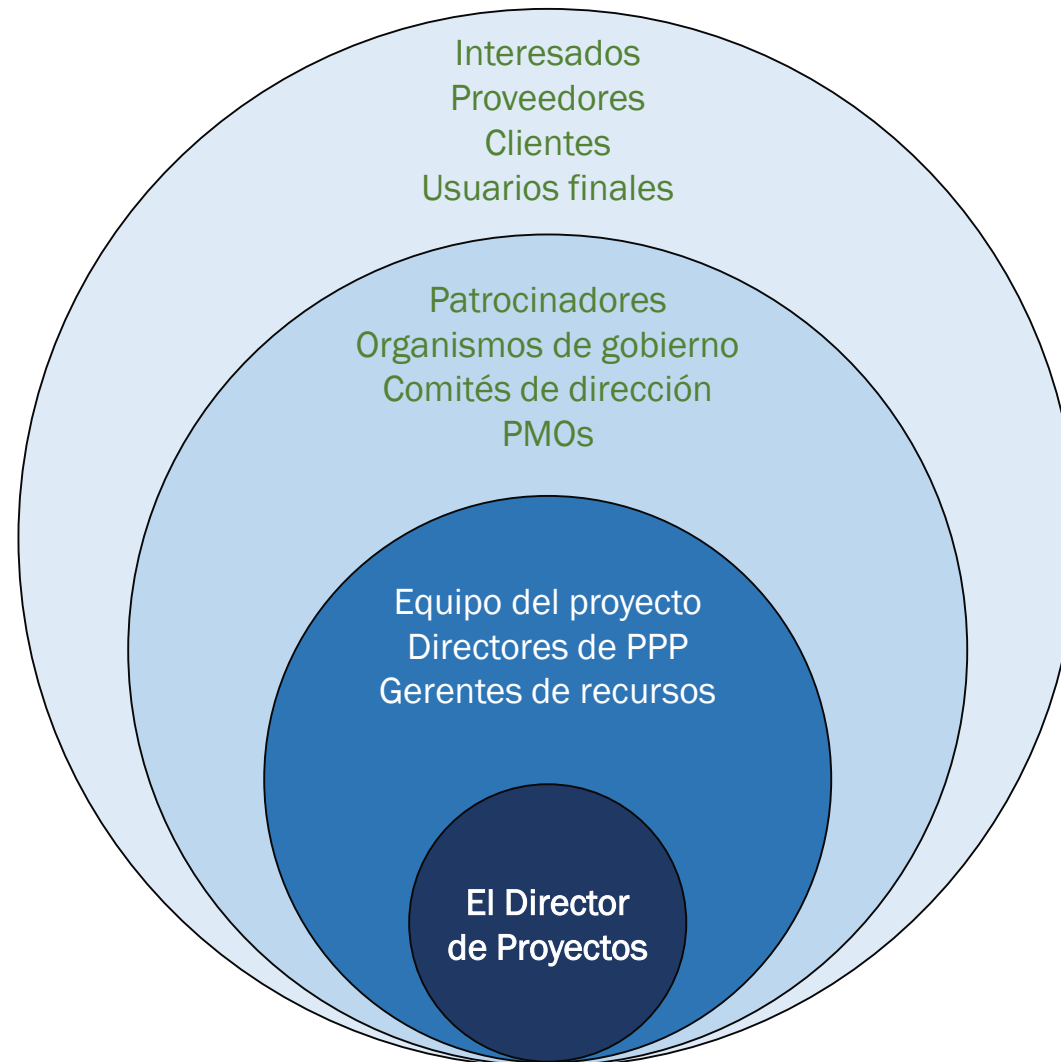 Interesados
Proveedores
Clientes
Usuarios finales
Patrocinadores
Organismos de gobierno
Comités de dirección
PMOs
Equipo del proyecto
Directores de PPP
Gerentes de recursos
El Director
de Proyectos